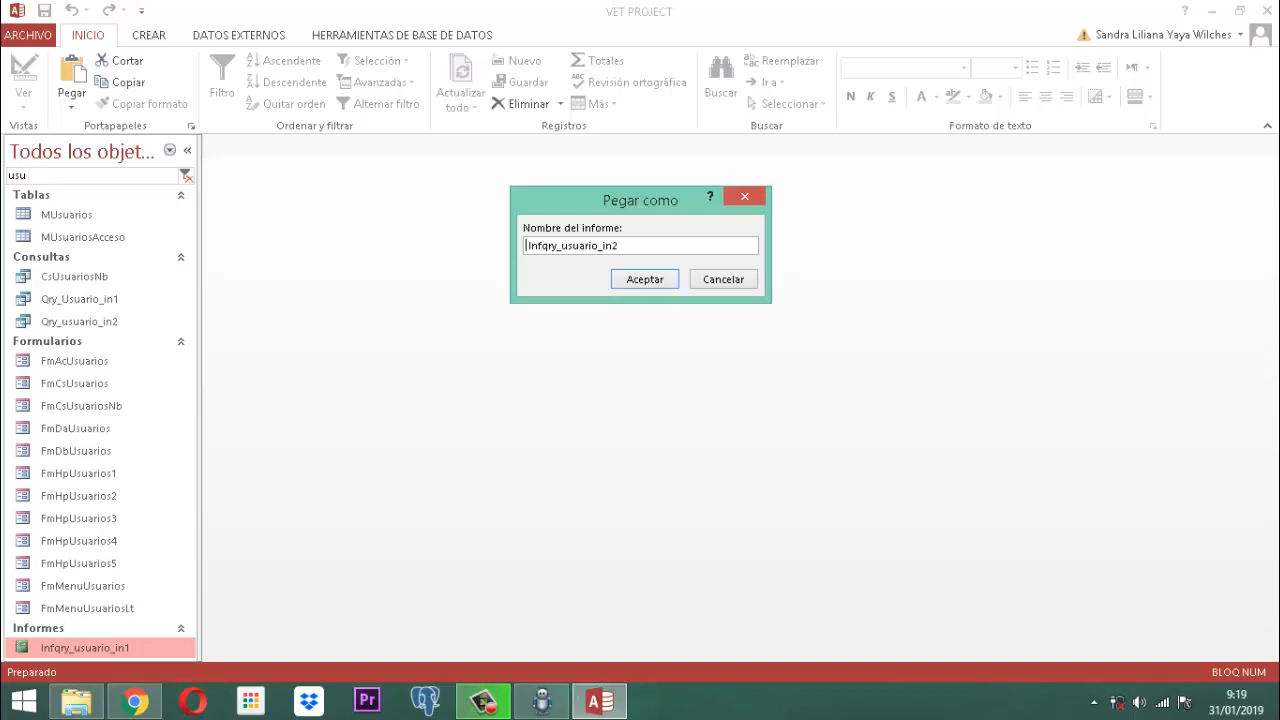 VET PROJECT
ARCHIVO INICIO CREAR DATOS EXTERNOS HERRAMIENTAS DE BASE DE DATOS
Sandra Liliana Yaya Wilches
Ver
Vistas
Pegar
Cortar
Copiar
Copiar formato
Portapapeles
Filtro
Ascendente
Descendente
Quitar ord
Selección
Avanzadas
Alternar filtro
Ordenar y filtrar
Actualizar
todo
Nuevo
Guardar
Eliminar
Totales
Revisión ortográfica
Más
Registros
Buscar
Reemplazar
Ir a
Seleccionar
Buscar
N K S A
Formato de texto
Todos los objet...
usu
Tablas
MUsuarios
MUsuariosAcceso
Consultas
CsUsuariosNb
Qry_Usuario_in1
Qry_usuario_in2
Formularios
FmAcUsuarios
FmCsUsuarios
FmCsUsuariosNb
FmDaUsuarios
FmDbUsuarios
FmHpUsuarios1
FmHpUsuarios2
FmHpUsuarios3
FmHpUsuarios4
FmHpUsuarios5
FmMenuUsuarios
FmMenuUsuariosLt
Informes
Infqry_usuario_in1
Pegar como
Nombre del informe:
Infqry_usuario_in2
Aceptar Cancelar
Preparado
BLOQ NUM
Pr
9:19
31/01/2019